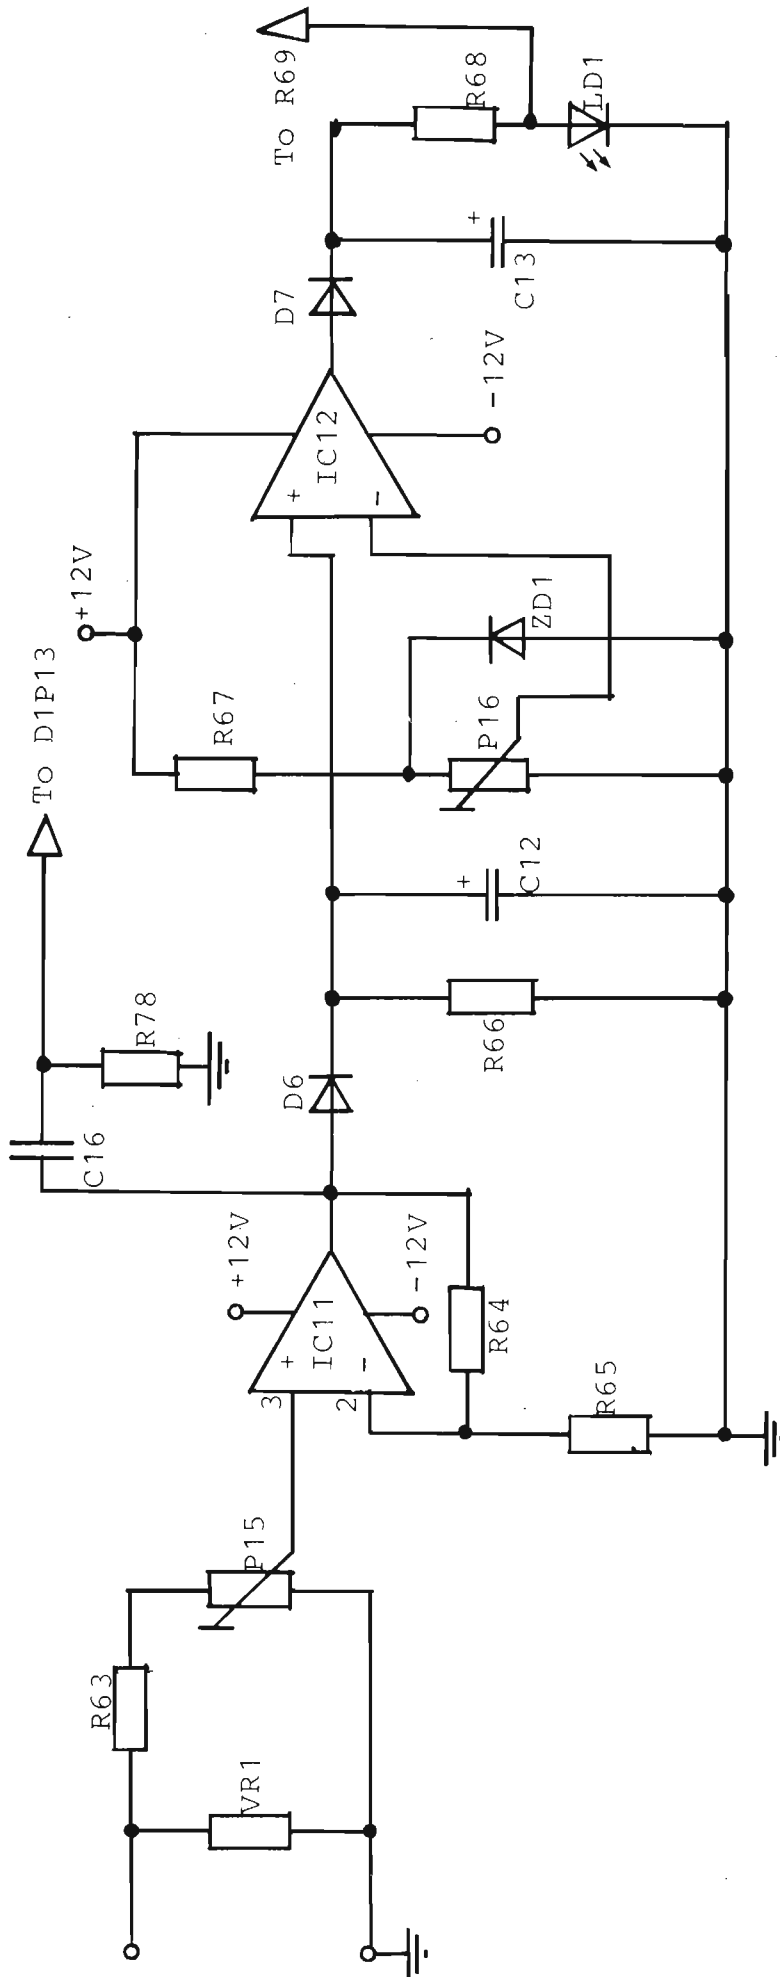 R63
VR1
P15
3
2
+
IC11
-
+12V
-12V
R64
R65
C16
R78
To D1P13
D6
R66
+
C12
R67
+12V
P16
ZD1
+
IC12
-
-12V
D7
+
C13
To R69
R68
LD1